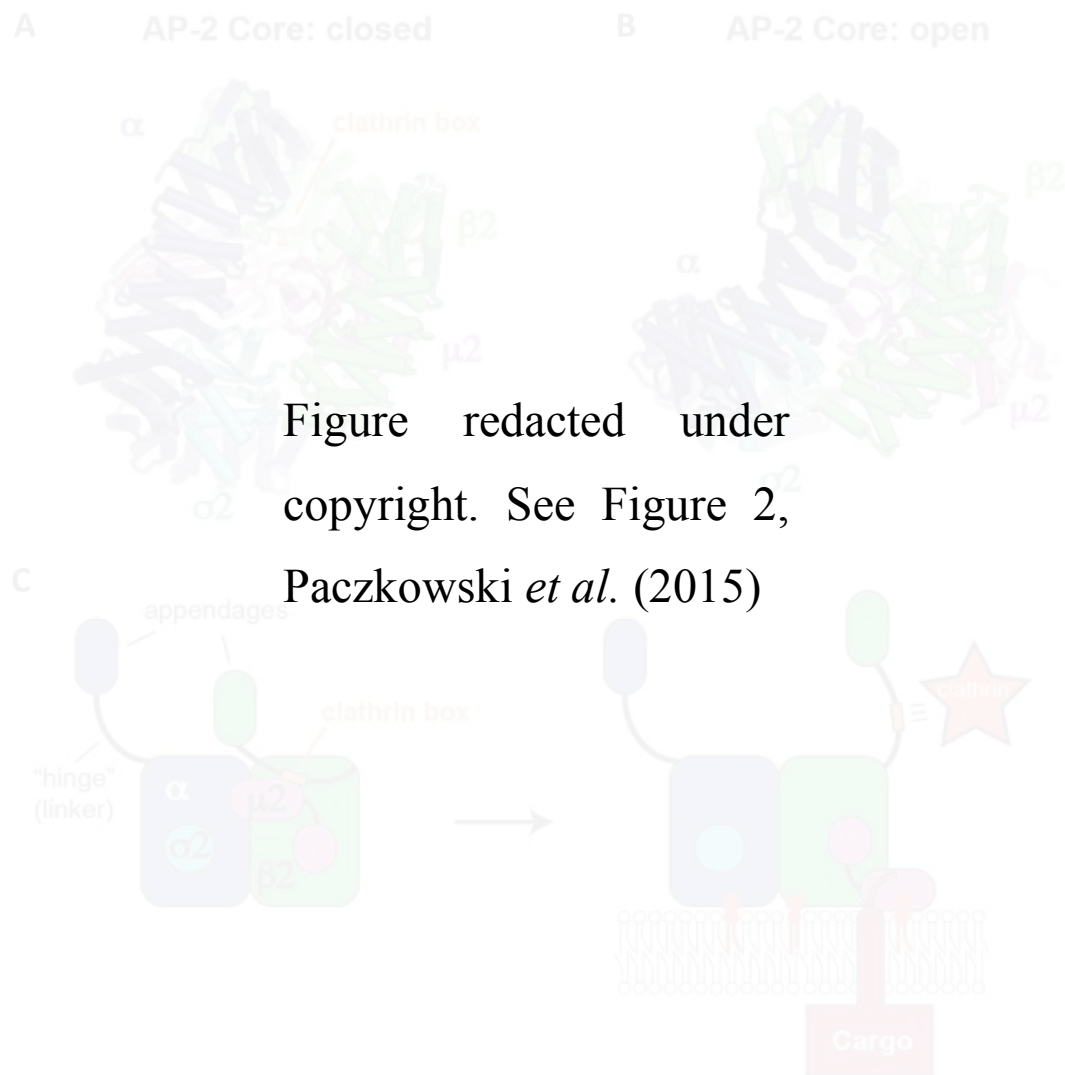 A AP-2 Core: closed
B AP-2 Core: open
α
clathrin box
β2
μ2
σ2
α
β2
μ2
σ2
Figure redacted under
copyright. See Figure 2,
Paczkowski et al. (2015)
C
appendages
clathrin box
"hinge"
(linker)
α
μ2
σ2
β2
clathrin
Cargo